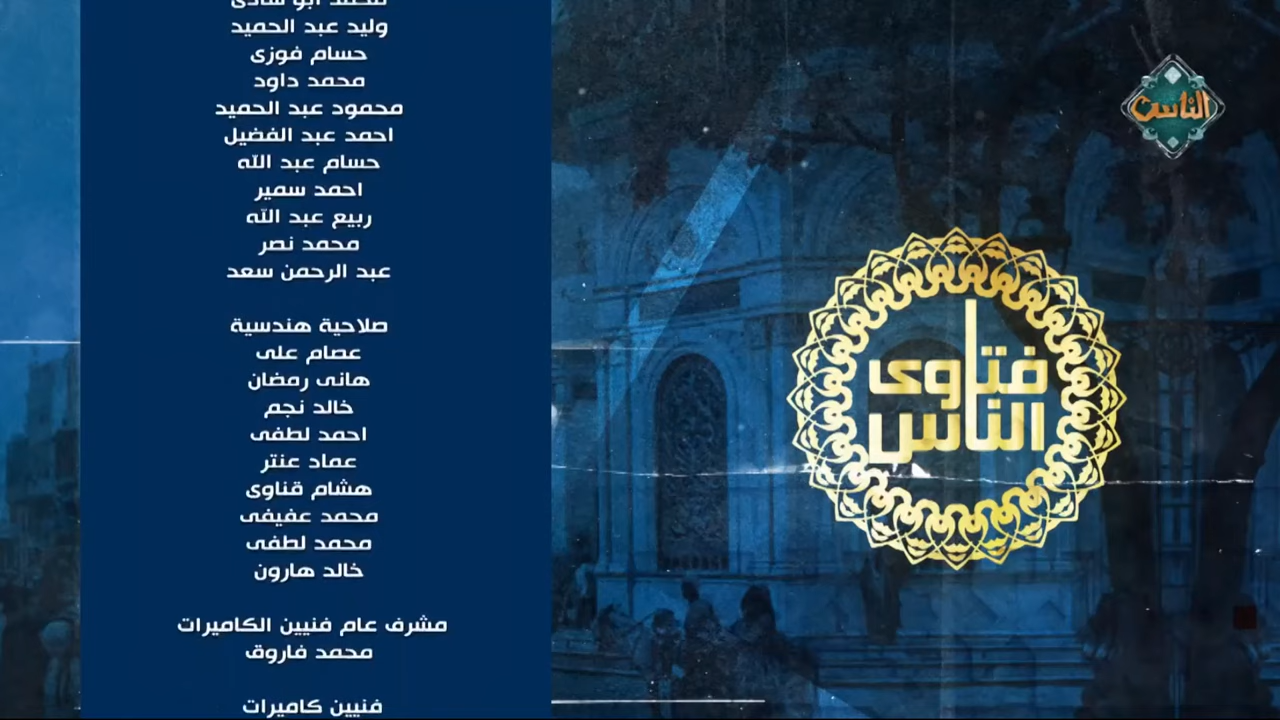 محمد ابو شادى
وليد عبد الحميد
حسام فوزى
محمد داود
محمود عبد الحميد
احمد عبد الفضيل
حسام عبد الله
احمد سمير
ربيع عبد الله
محمد نصر
عبد الرحمن سعد
صلاحية هندسية
عصام على
هانى رمضان
خالد نجم
احمد لطفى
عماد عنتر
هشام قناوى
محمد عفيفى
محمد لطفى
خالد هارون
مشرف عام فنيين الكاميرات
محمد فاروق
فنيين كاميرات
الناس
فتاوى
الناس